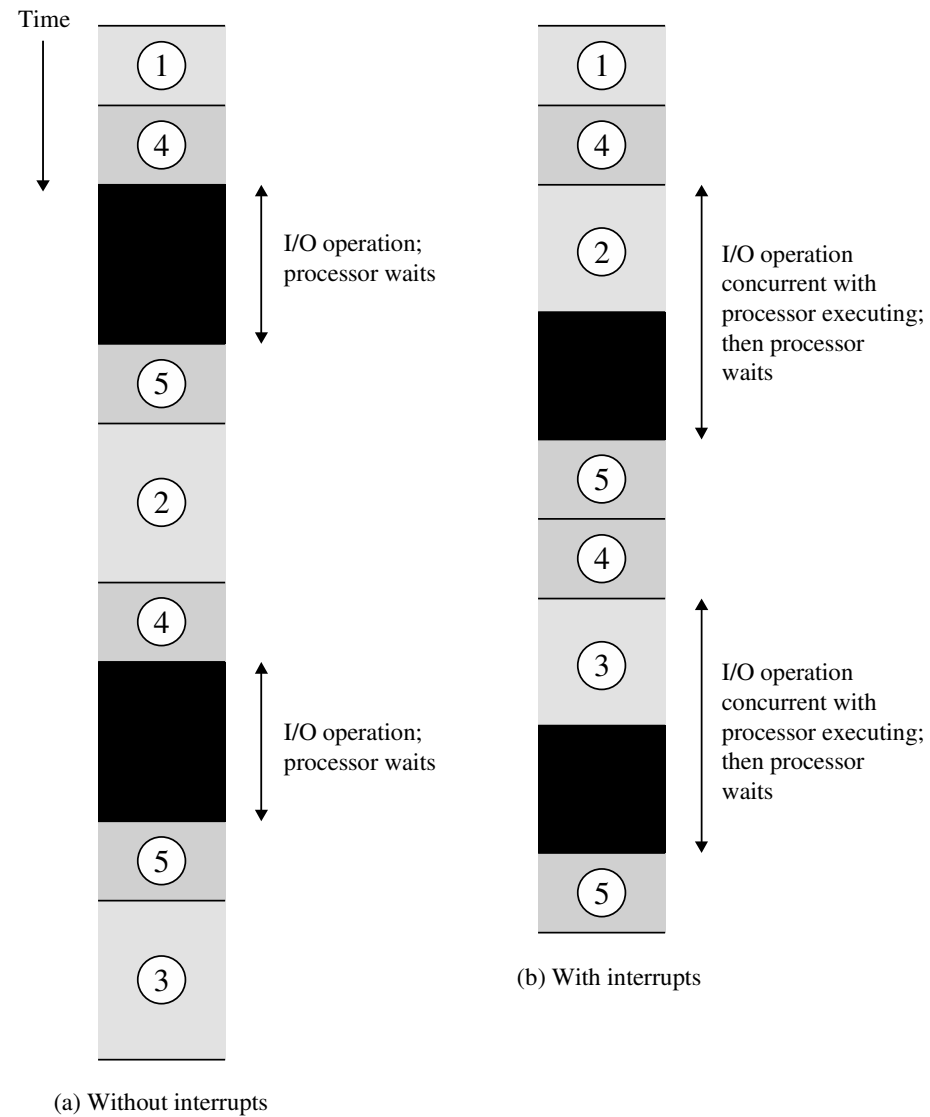 Time
1
4
I/O operation;
processor waits
5
2
4
I/O operation;
processor waits
5
3
(a) Without interrupts
1
4
2
I/O operation
concurrent with
processor executing;
then processor
waits
5
4
3
I/O operation
concurrent with
processor executing;
then processor
waits
5
(b) With interrupts